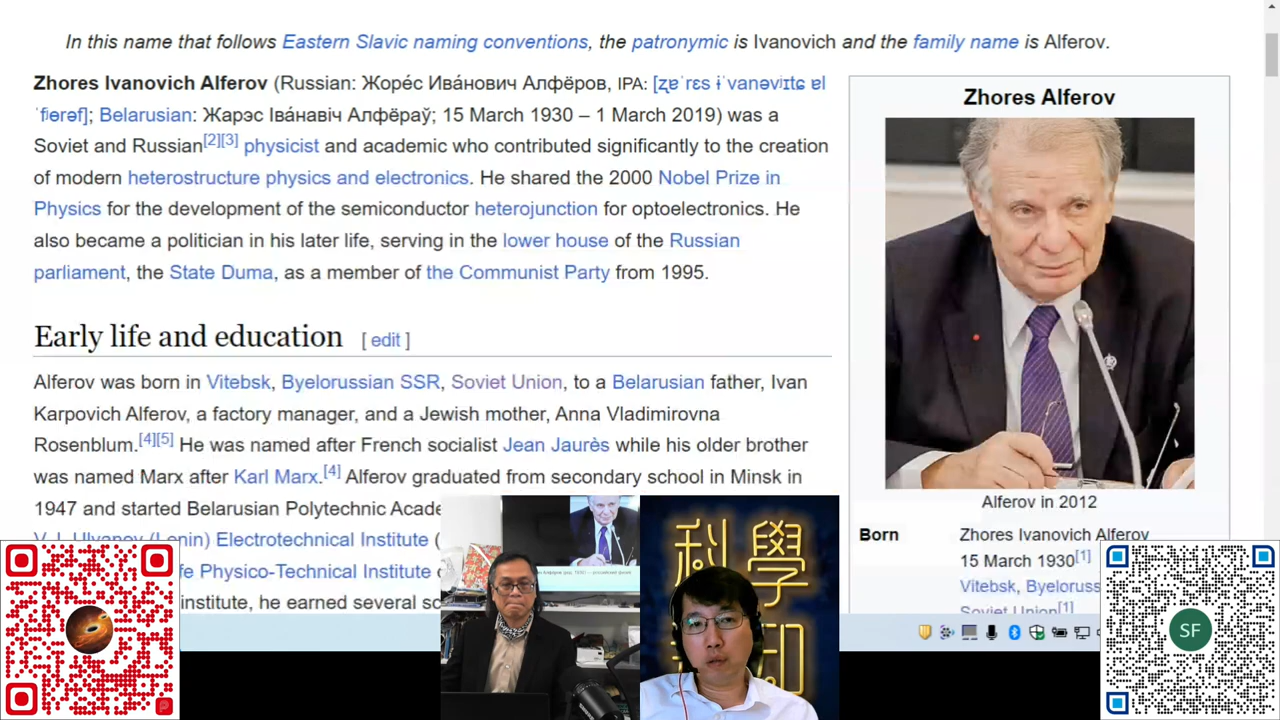 In this name that follows Eastern Slavic naming conventions, the patronymic is Ivanovich and the family name is Alferov.
Zhores Ivanovich Alferov (Russian: Жоре́с Ива́нович Алфёров, IPA: [ʐɐˈrɛs ɨˈvanəvʲɪtɕ ɐl
ˈfʲɵrəf]; Belarusian: Жарэс Іва́навіч Алфёраў; 15 March 1930 – 1 March 2019) was a
Soviet and Russian[2][3] physicist and academic who contributed significantly to the creation
of modern heterostructure physics and electronics. He shared the 2000 Nobel Prize in
Physics for the development of the semiconductor heterojunction for optoelectronics. He
also became a politician in his later life, serving in the lower house of the Russian
parliament, the State Duma, as a member of the Communist Party from 1995.
Early life and education [ edit ]
Alferov was born in Vitebsk, Byelorussian SSR, Soviet Union, to a Belarusian father, Ivan
Karpovich Alferov, a factory manager, and a Jewish mother, Anna Vladimirovna
Rosenblum.[4][5] He was named after French socialist Jean Jaurès while his older brother
was named Marx after Karl Marx.[4] Alferov graduated from secondary school in Minsk in
1947 and started Belarusian Polytechnic Acade
V. I. Ulyanov (Lenin) Electrotechnical Institute (
fe Physico-Technical Institute
institute, he earned several sc
Zhores Alferov
Alferov in 2012
Born Zhores Ivanovich Alferov
15 March 1930[1]
Vitebsk, Byeloruss
Soviet Union[1]
科學
SF